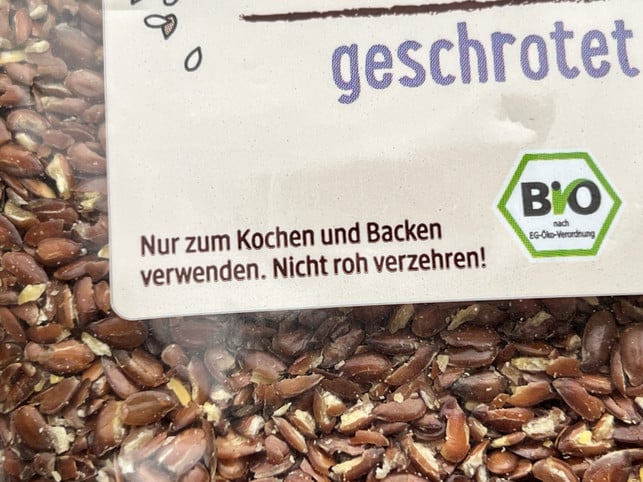 geschrotet
Nur zum Kochen und Backen
verwenden. Nicht roh verzehren!
Bio
nach
EG-Öko-Verordnung